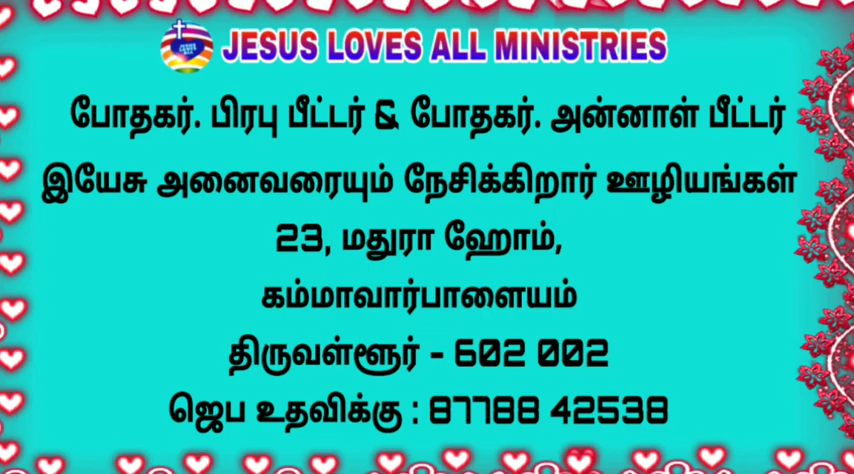 JESUS LOVES ALL MINISTRIES
போதகர். பிரபு பீட்டர் & போதகர். அன்னாள் பீட்டர்
இயேசு அனைவரையும் நேசிக்கிறார் ஊழியங்கள்
23, மதுரா ஹோம்,
கம்மாவார்பாளையம்
திருவள்ளூர் - 602 002
ஜெப உதவிக்கு : 87788 42538